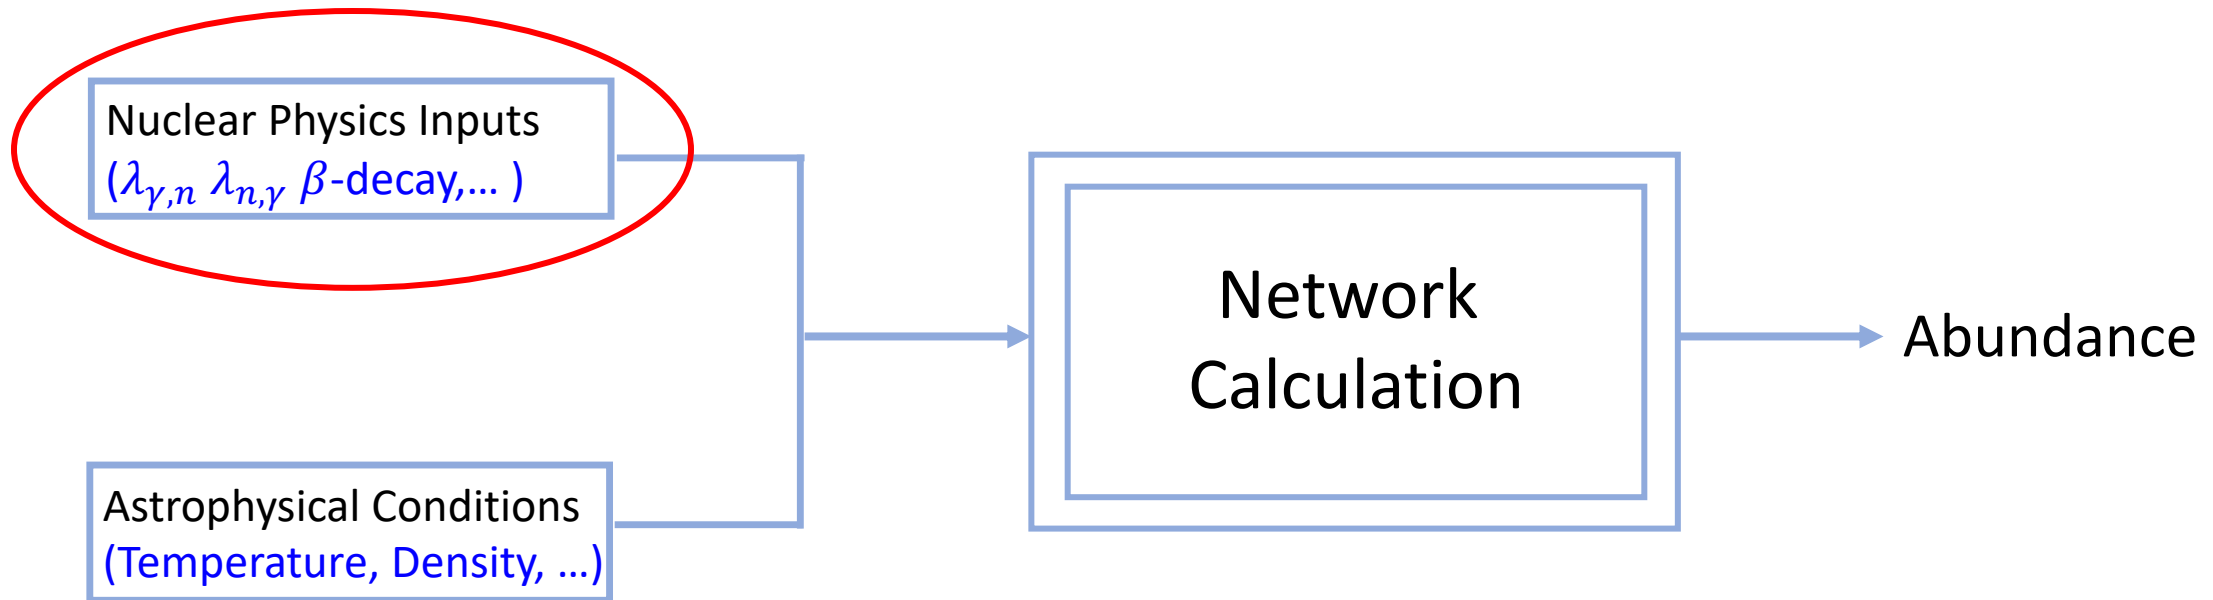 Nuclear Physics Inputs
(λγ,n λn,γ β-decay,... )
Network
Calculation
Abundance
Astrophysical Conditions
(Temperature, Density, ...)